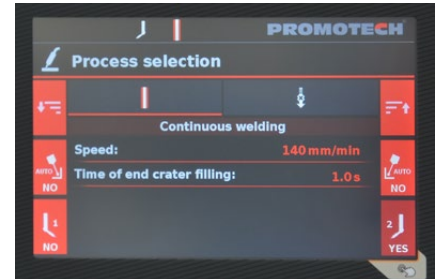 PROMOTECH
Process selection
Continuous welding
Speed: 140 mm/min
AUTO
NO
Time of end crater filling: 1.0 s
AUTO
NO
1
NO
2
YES